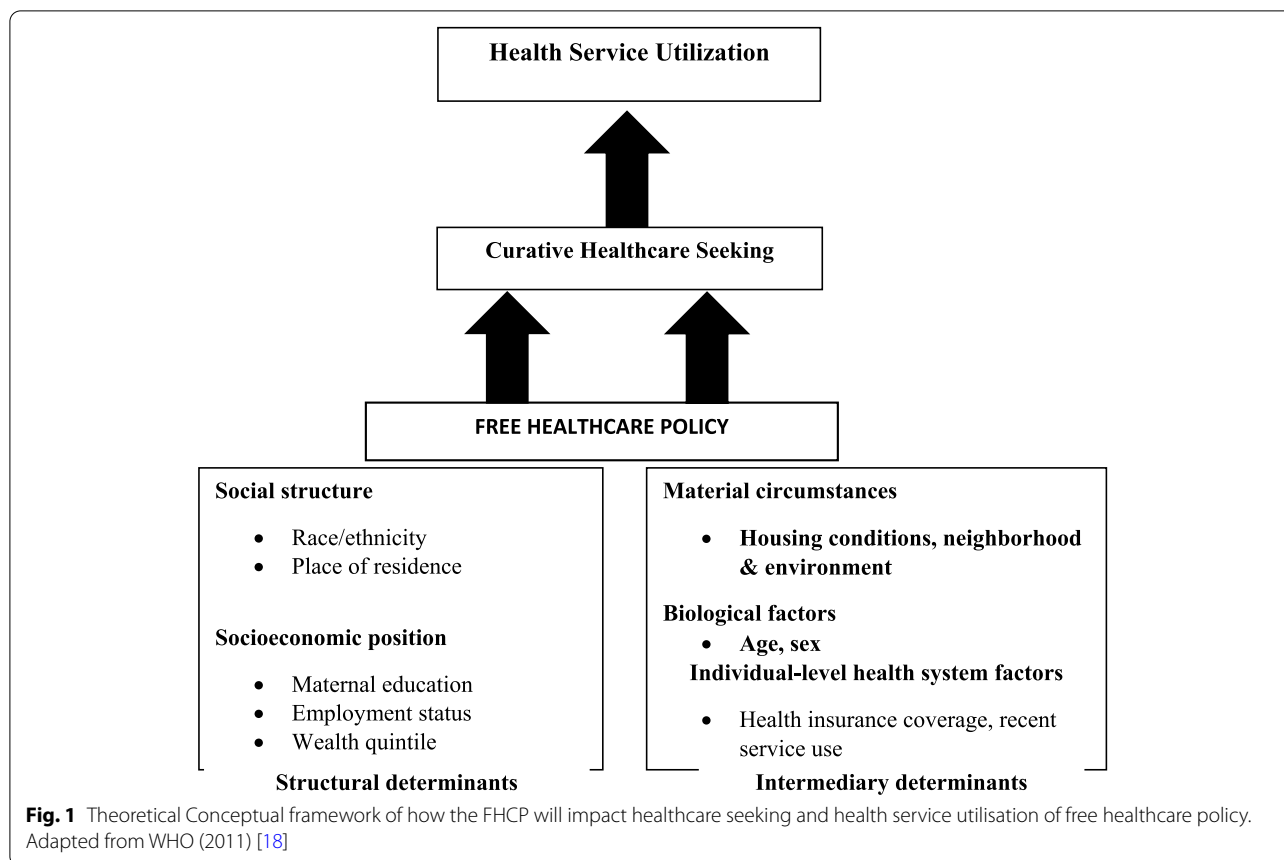 Health Service Utilization
Curative Healthcare Seeking
FREE HEALTHCARE POLICY
Social structure
• Race/ethnicity
• Place of residence
Socioeconomic position
• Maternal education
• Employment status
• Wealth quintile
Structural determinants
Material circumstances
• Housing conditions, neighborhood
& environment
Biological factors
• Age, sex
Individual-level health system factors
• Health insurance coverage, recent
service use
Intermediary determinants
Fig. 1 Theoretical Conceptual framework of how the FHCP will impact healthcare seeking and health service utilisation of free healthcare policy.
Adapted from WHO (2011) [18]